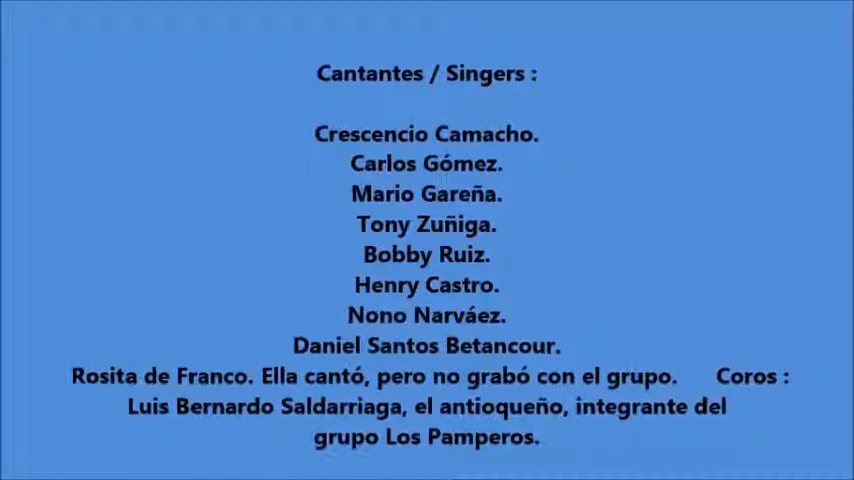 Cantantes / Singers :
Crescencio Camacho.
Carlos Gómez.
Mario Gareña.
Tony Zuñiga.
Bobby Ruiz.
Henry Castro.
Nono Narváez.
Daniel Santos Betancour.
Rosita de Franco. Ella cantó, pero no grabó con el grupo. Coros :
Luis Bernardo Saldarriaga, el antioqueño, integrante del
grupo Los Pamperos.